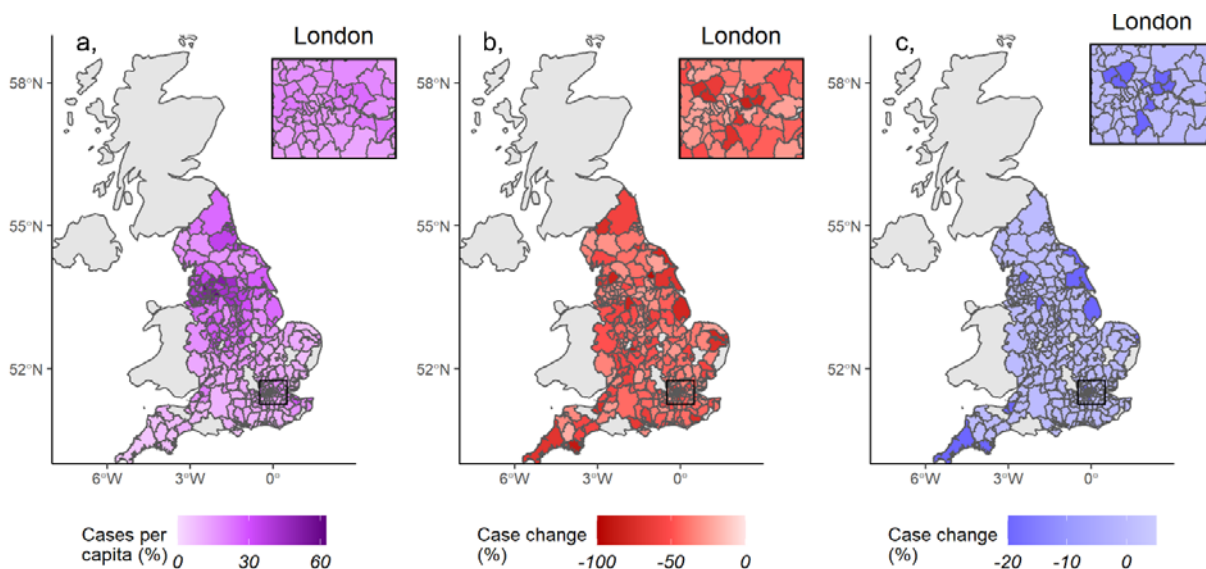 a,
London
58°N
55°N
52°N
6°W 3°W 0°
Cases per
capita (%)
0 30 60
b,
London
58°N
55°N
52°N
6°W 3°W 0°
Case change
(%)
-100 -50 0
c,
London
58°N
55°N
52°N
6°W 3°W 0°
Case change
(%)
-20 -10 0